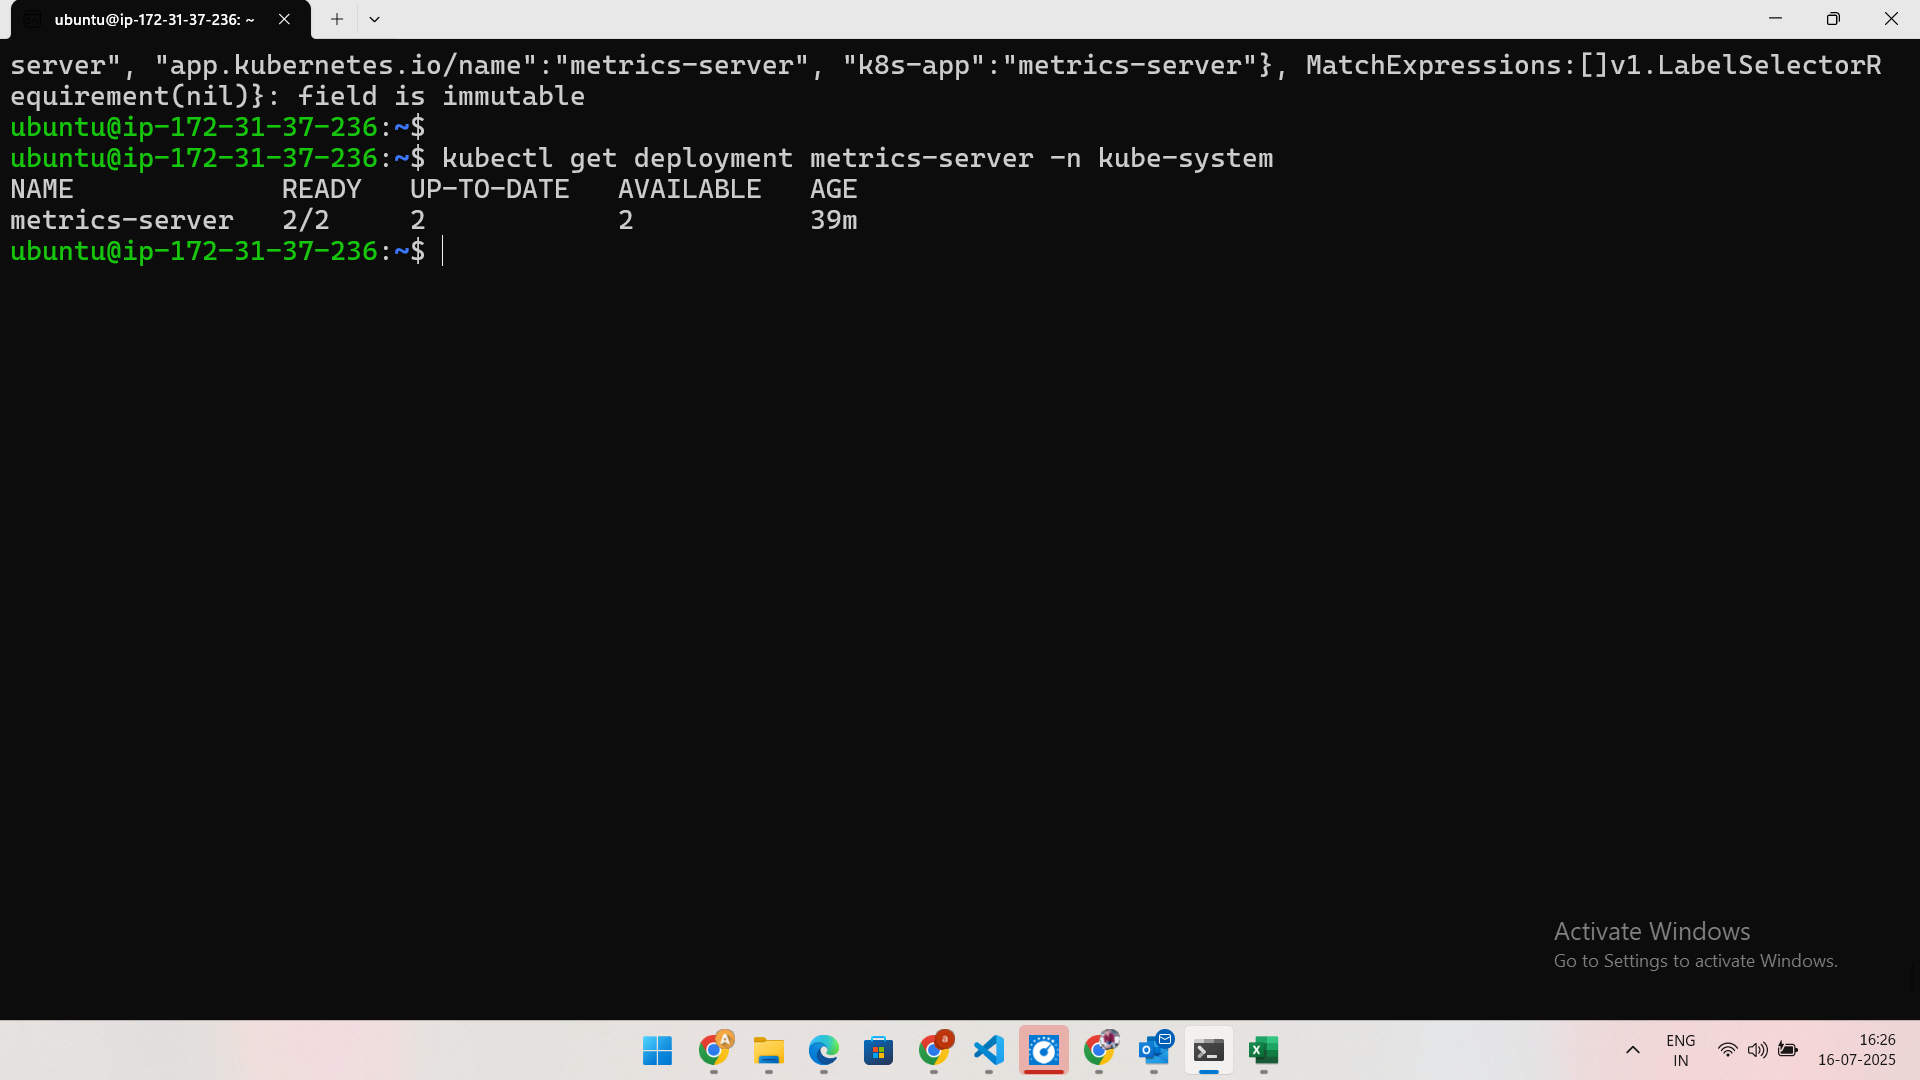 ubuntu@ip-172-31-37-236: ~
server", "app.kubernetes.io/name":"metrics-server", "k8s-app":"metrics-server"}, MatchExpressions:[]v1.LabelSelectorR
equirement(nil)}: field is immutable
ubuntu@ip-172-31-37-236:~$
ubuntu@ip-172-31-37-236:~$ kubectl get deployment metrics-server -n kube-system
NAME             READY   UP-TO-DATE   AVAILABLE   AGE
metrics-server   2/2     2            2           39m
ubuntu@ip-172-31-37-236:~$
Activate Windows
Go to Settings to activate Windows.
ENG
IN
16:26
16-07-2025